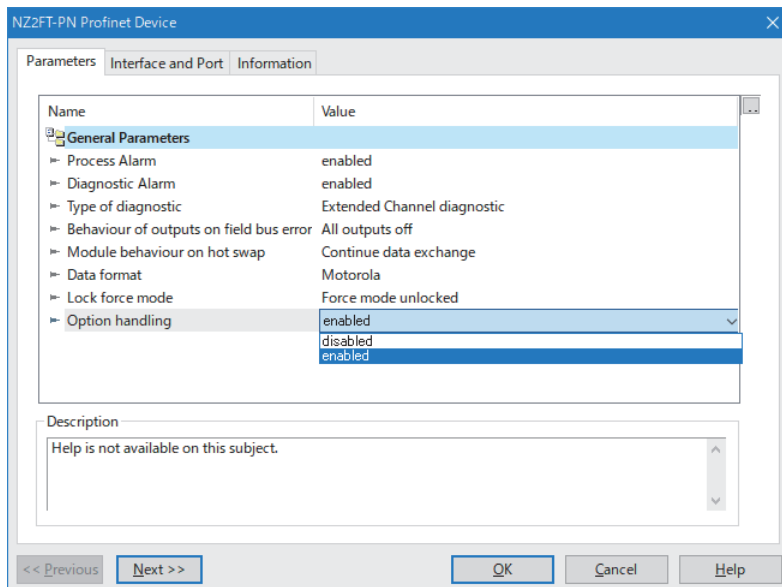 NZ2FT-PN Profinet Device
Parameters Interface and Port Information
Name Value
General Parameters
Process Alarm enabled
Diagnostic Alarm enabled
Type of diagnostic Extended Channel diagnostic
Behaviour of outputs on field bus error All outputs off
Module behaviour on hot swap Continue data exchange
Data format Motorola
Lock force mode Force mode unlocked
Option handling enabled
disabled
enabled
Description
Help is not available on this subject.
<< Previous Next >> OK Cancel Help